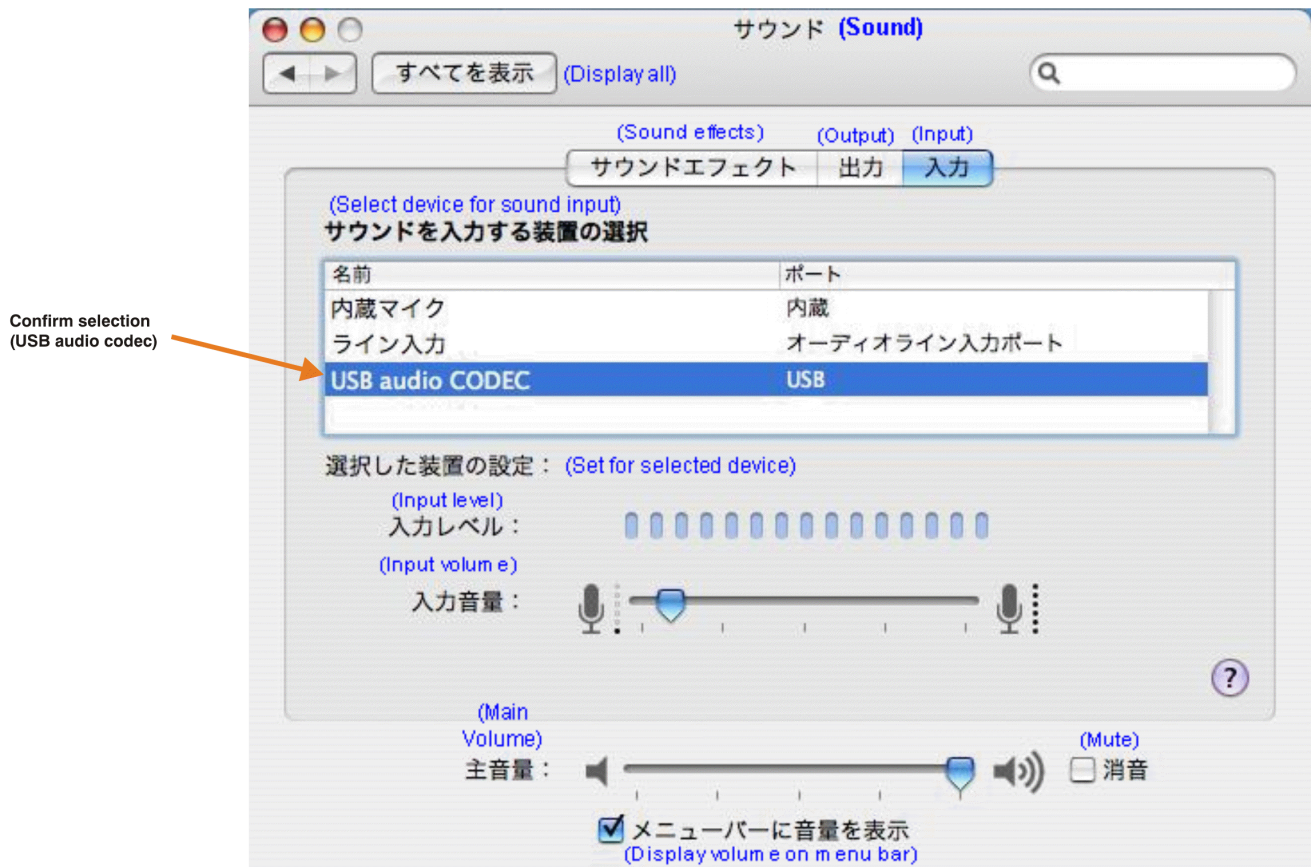 サウンド (Sound)
すべてを表示 (Display all)
(Sound effects) (Output) (Input)
サウンドエフェクト 出力 入力
(Select device for sound input)
サウンドを入力する装置の選択
名前 ポート
内蔵マイク 内蔵
ライン入力 オーディオライン入力ポート
USB audio CODEC USB
Confirm selection
(USB audio codec)
選択した装置の設定： (Set for selected device)
(Input level)
入力レベル：
(Input volume)
入力音量：
?
(Main
Volume)
主音量：
(Mute)
消音
メニューバーに音量を表示
(Display volume on menu bar)